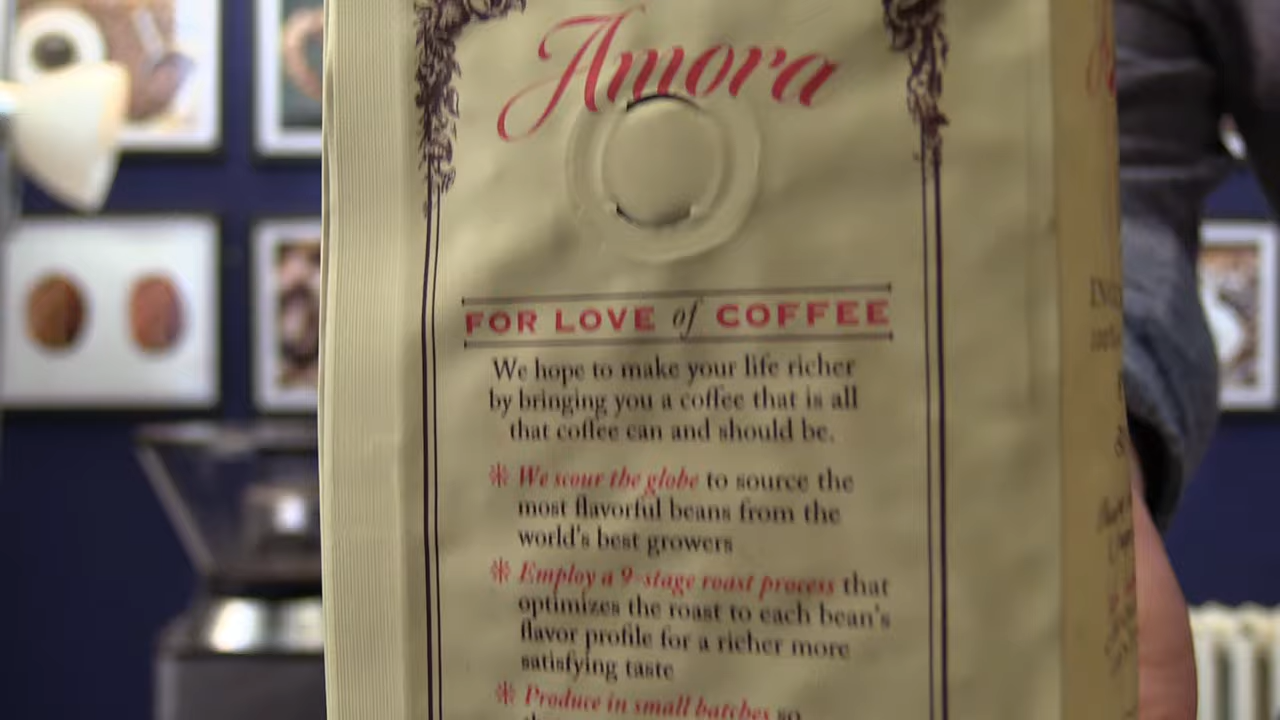 Amora
FOR LOVE of COFFEE
We hope to make your life richer
by bringing you a coffee that is all
that coffee can and should be.
* We scour the globe to source the
most flavorful beans from the
world's best growers
* Employ a 9-stage roast process that
optimizes the roast to each bean's
flavor profile for a richer more
satisfying taste
* Produce in small batches so